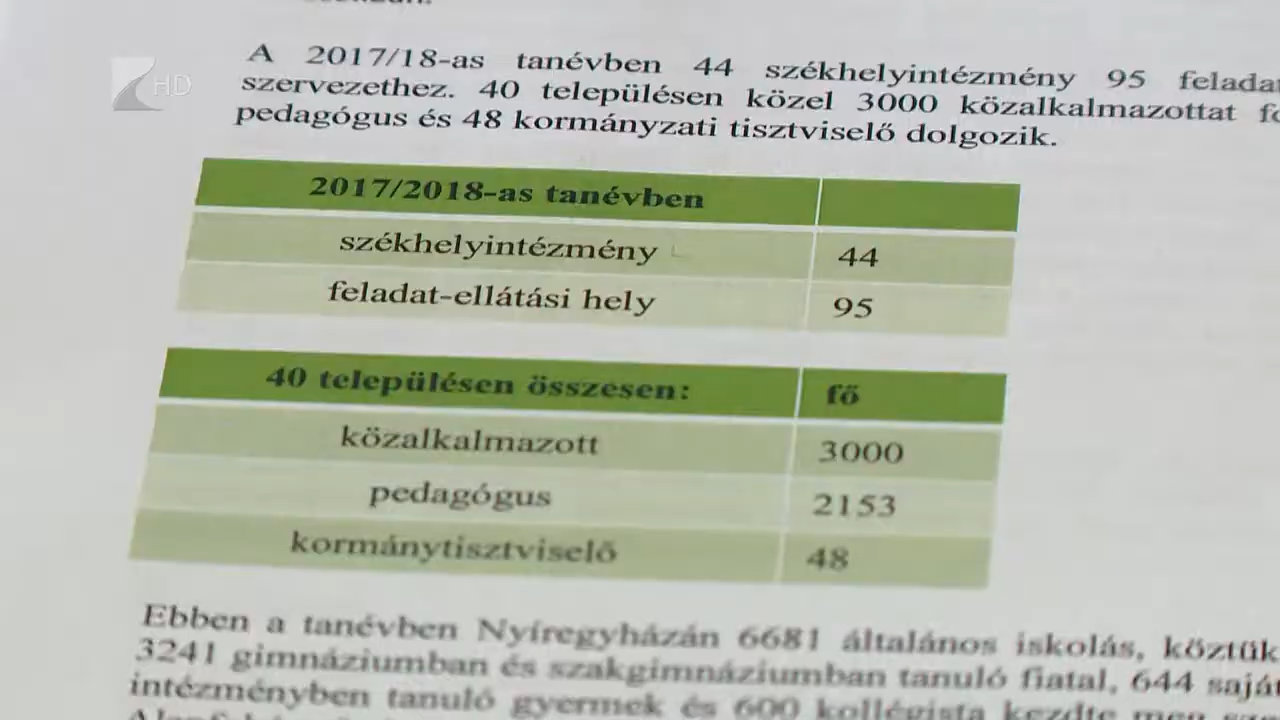 HD
A 2017/18-as tanévben 44 székhelyintézmény 95
szervezethez. 40 településen közel 3000 közalkalmazottat
pedagógus és 48 kormányzati tisztviselő dolgozik.
2017/2018-as tanévben
székhelyintézmény 44
feladat-ellátási hely 95
40 településen összesen: fő
közalkalmazott 3000
pedagógus 2153
kormánytisztviselő 48
Ebben a tanévben Nyíregyházán 6681 általános iskolás, köztük
3241 gimnáziumban és szakgimnáziumban tanuló fiatal, 644
intézményben tanuló gyermek és 600 kollégista kezdte meg